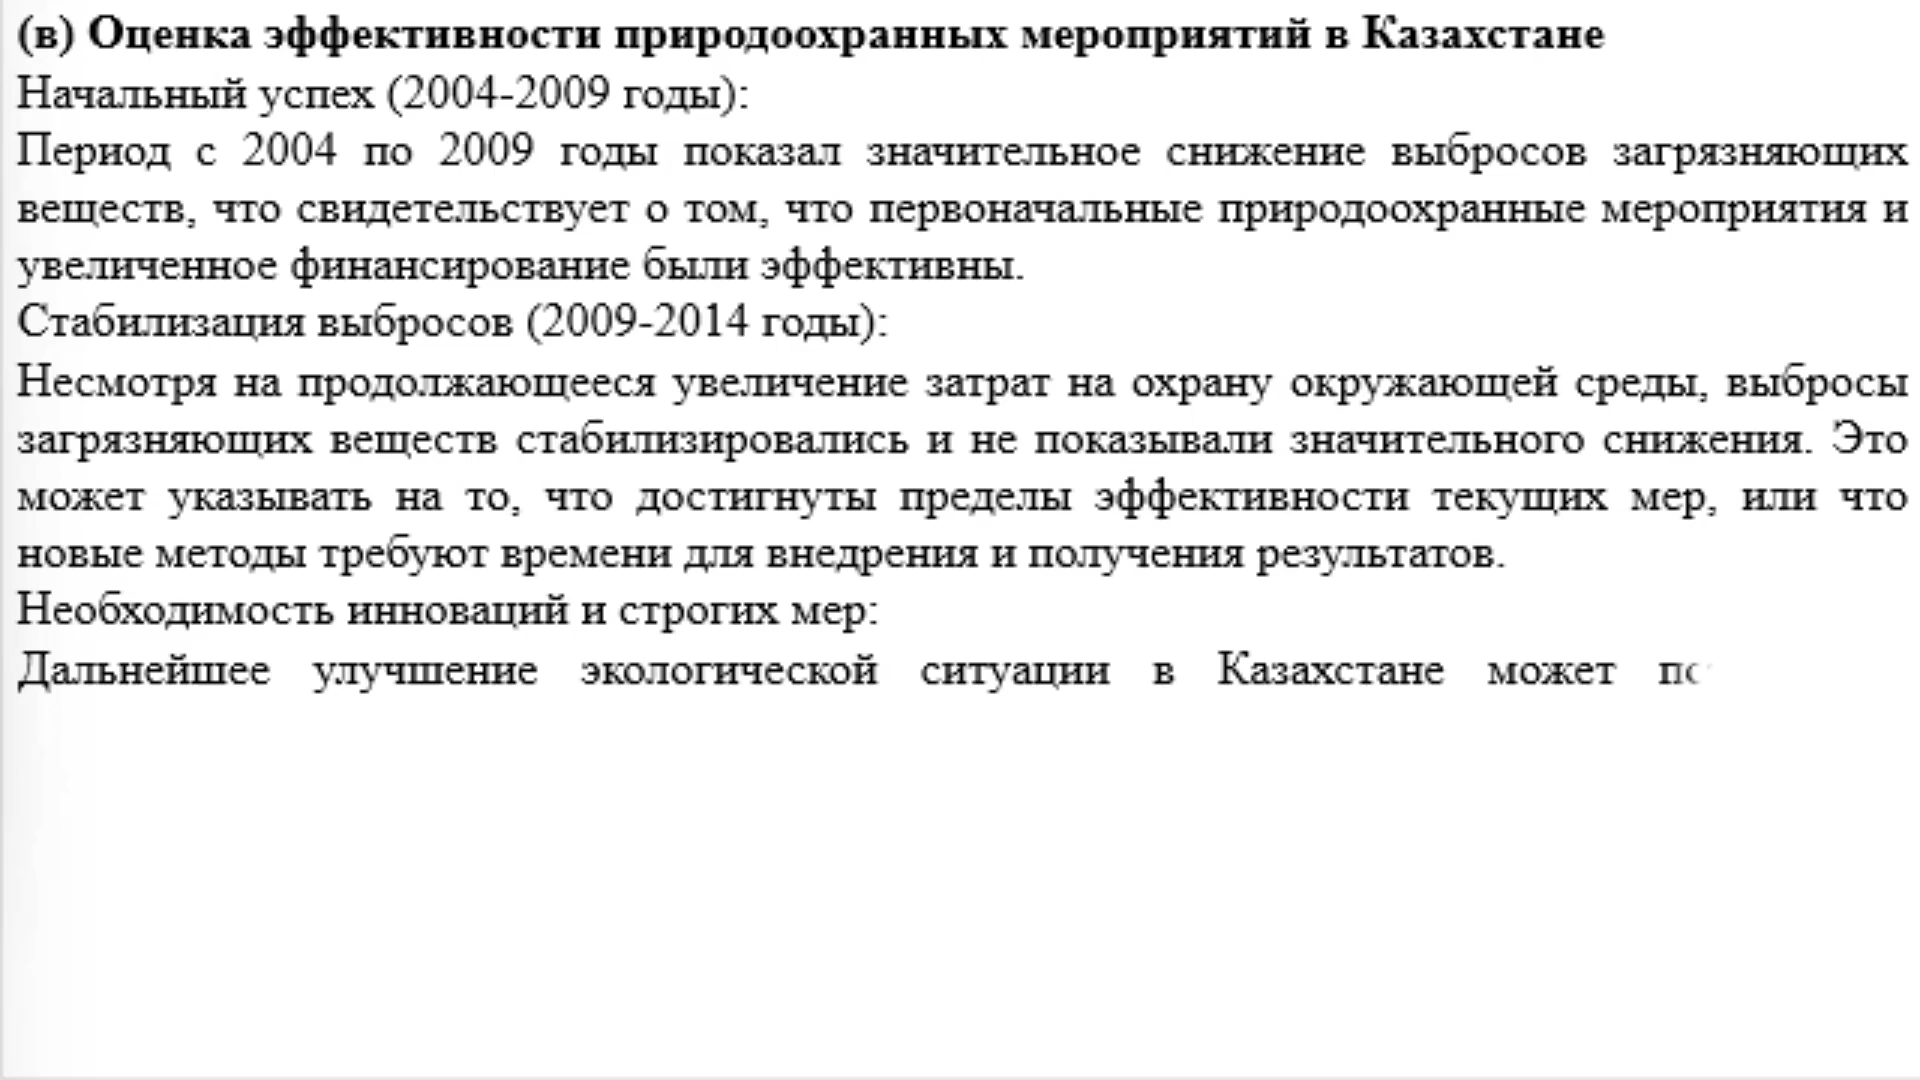 (в) Оценка эффективности природоохранных мероприятий в Казахстане
Начальный успех (2004-2009 годы):
Период с 2004 по 2009 годы показал значительное снижение выбросов загрязняющих
веществ, что свидетельствует о том, что первоначальные природоохранные мероприятия и
увеличенное финансирование были эффективны.
Стабилизация выбросов (2009-2014 годы):
Несмотря на продолжающееся увеличение затрат на охрану окружающей среды, выбросы
загрязняющих веществ стабилизировались и не показывали значительного снижения. Это
может указывать на то, что достигнуты пределы эффективности текущих мер, или что
новые методы требуют времени для внедрения и получения результатов.
Необходимость инноваций и строгих мер:
Дальнейшее улучшение экологической ситуации в Казахстане может